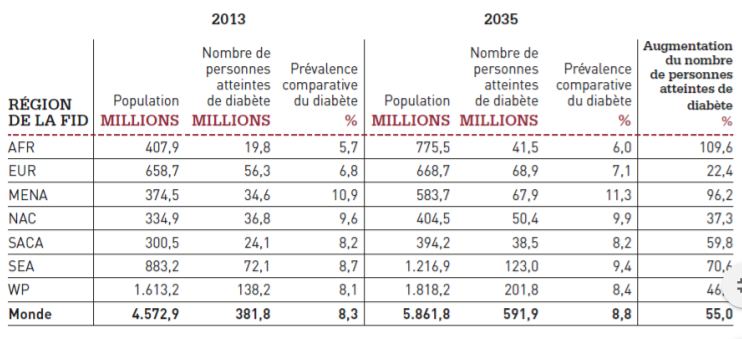 2013 2035
Nombre de personnes atteintes de diabète Prévalence comparative du diabète Nombre de personnes atteintes de diabète Prévalence comparative du diabète Augmentation du nombre de personnes atteintes de diabète
RÉGION Population Population
DE LA FID MILLIONS MILLIONS % MILLIONS MILLIONS % %
AFR 407,9 19,8 5,7 775,5 41,5 6,0 109,6
EUR 658,7 56,3 6,8 668,7 68,9 7,1 22,4
MENA 374,5 34,6 10,9 583,7 67,9 11,3 96,2
NAC 334,9 36,8 9,6 404,5 50,4 9,9 37,3
SACA 300,5 24,1 8,2 394,2 38,5 8,2 59,8
SEA 883,2 72,1 8,7 1.216,9 123,0 9,4 70,6
WP 1.613,2 138,2 8,1 1.818,2 201,8 8,4
Monde 4.572,9 381,8 8,3 5.861,8 591,9 8,8 55,0